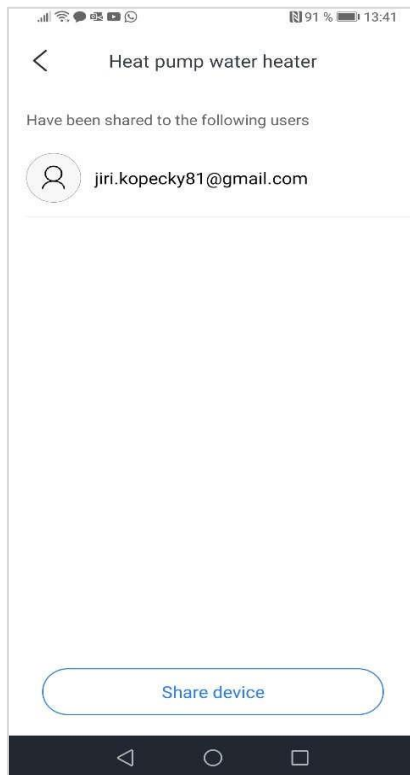 91 % 13:41
Heat pump water heater
Have been shared to the following users
jiri.kopecky81@gmail.com
Share device